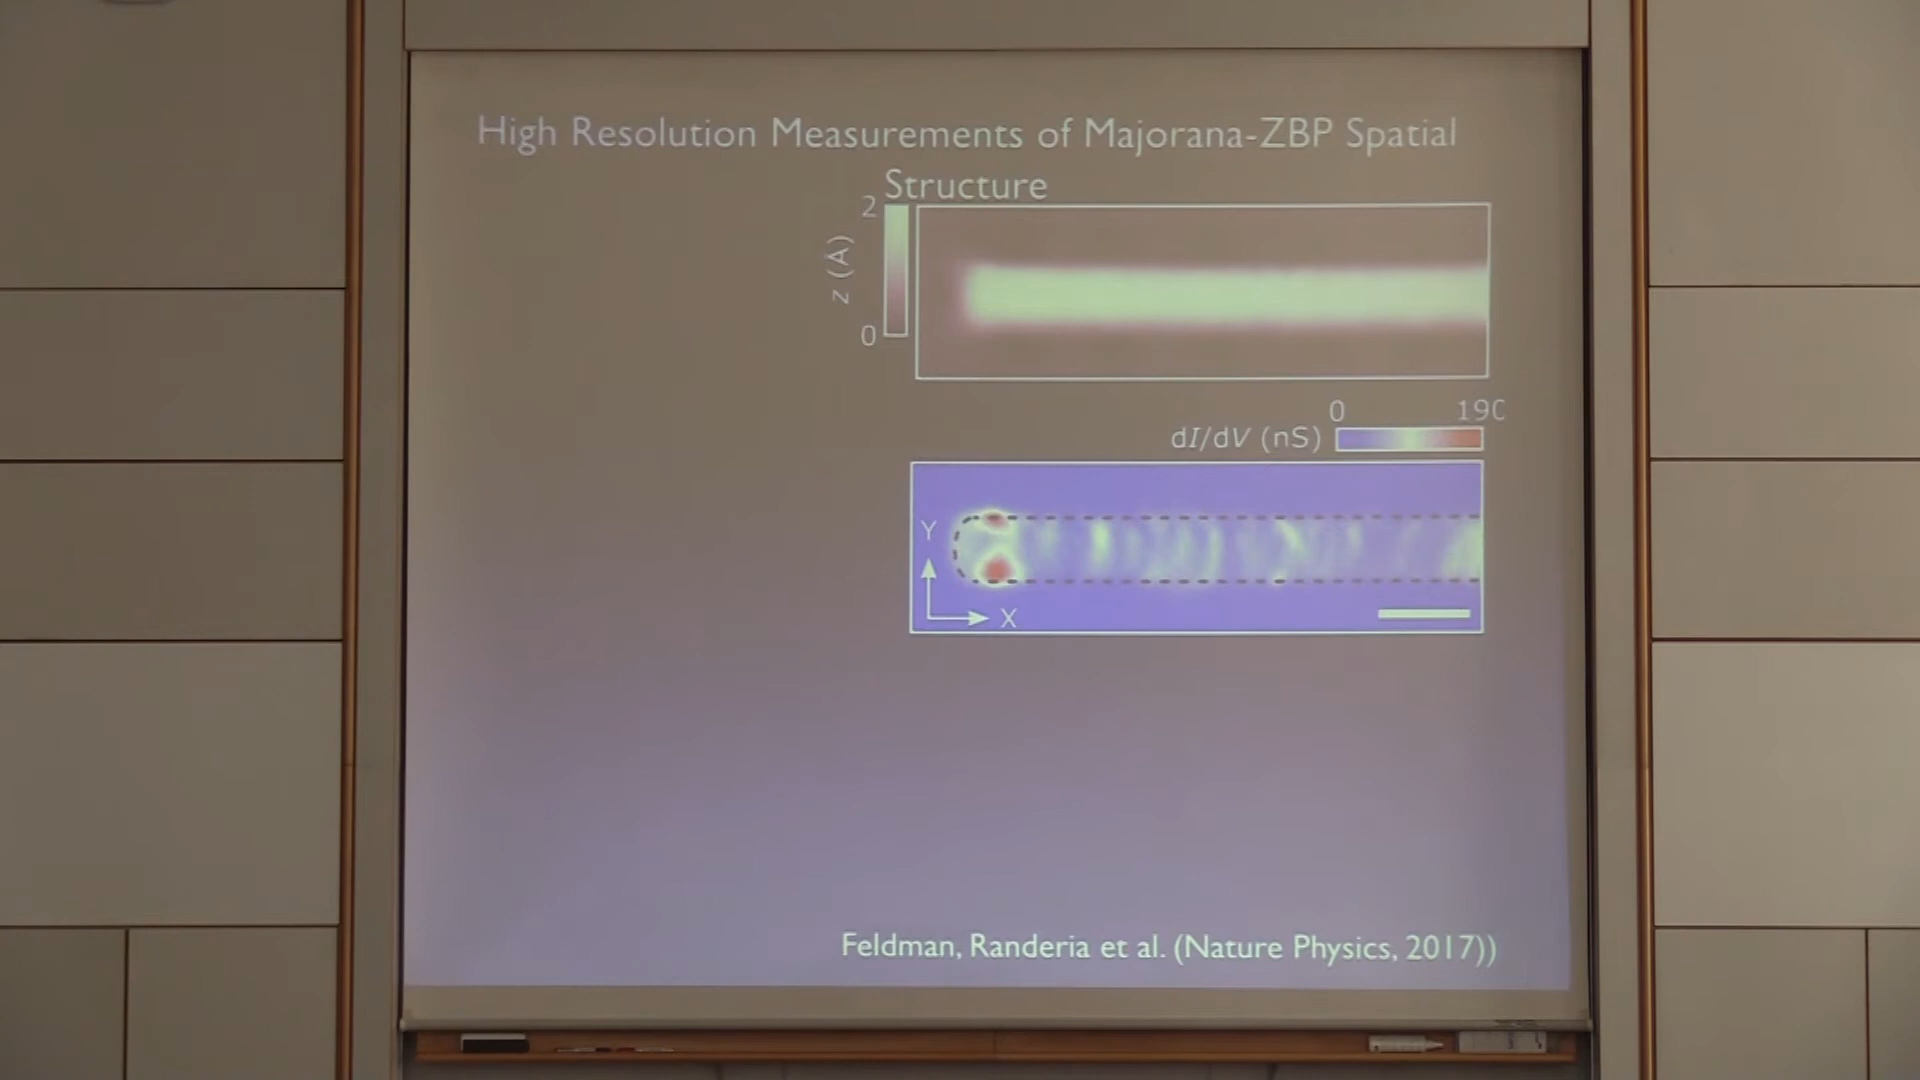 High Resolution Measurements of Majorana-ZBP Spatial
Structure
2
z (Å)
0
0 190
dI/dV (nS)
Y
X
Feldman, Randeria et al. (Nature Physics, 2017))